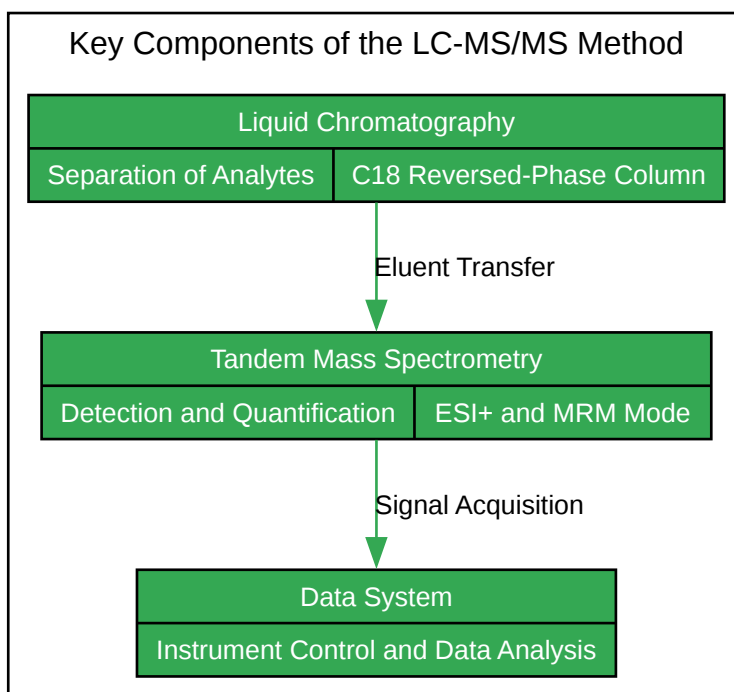 Key Components of the LC-MS/MS Method
Liquid Chromatography
Separation of Analytes
C18 Reversed-Phase Column
Eluent Transfer
Tandem Mass Spectrometry
Detection and Quantification
ESI+ and MRM Mode
Signal Acquisition
Data System
Instrument Control and Data Analysis